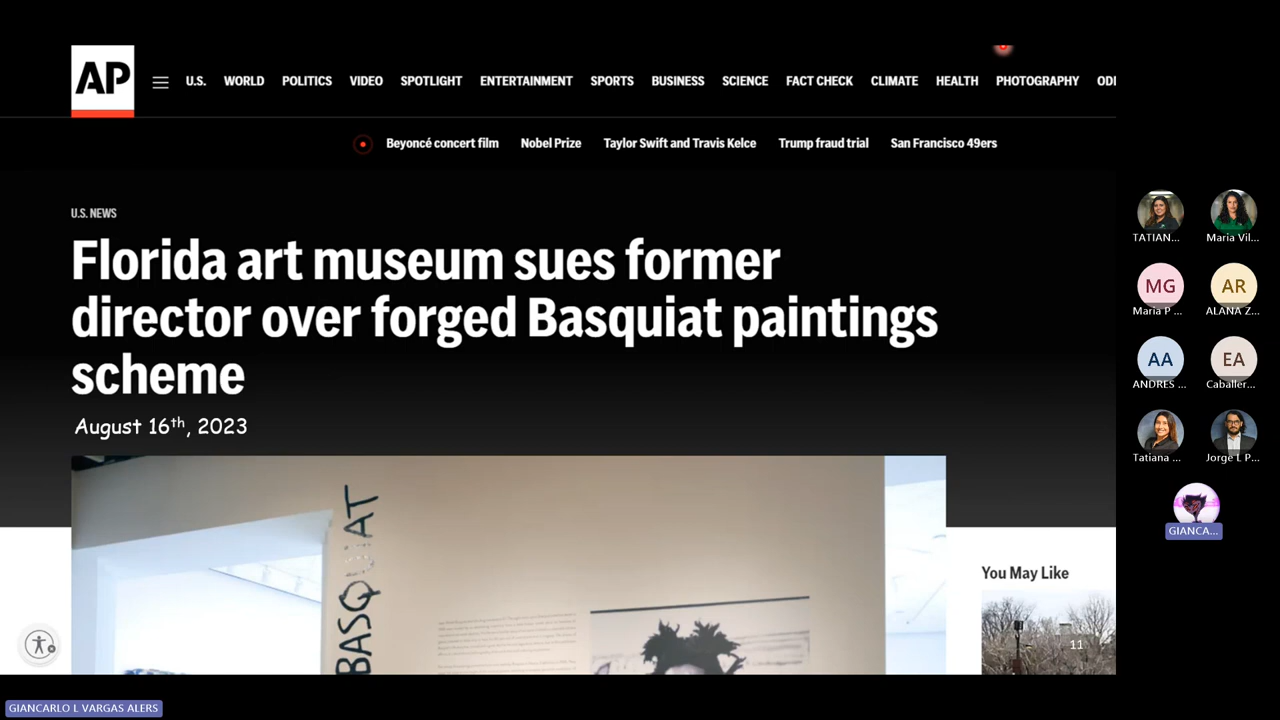 AP
U.S. WORLD POLITICS VIDEO SPOTLIGHT ENTERTAINMENT SPORTS BUSINESS SCIENCE FACT CHECK CLIMATE HEALTH PHOTOGRAPHY
Beyoncé concert film Nobel Prize Taylor Swift and Travis Kelce Trump fraud trial San Francisco 49ers
U.S. NEWS
Florida art museum sues former
director over forged Basquiat paintings
scheme
August 16th, 2023
BASQUIAT
You May Like
11
TATIAN... Maria Vil...
MG AR
Maria P ... ALANA Z...
AA EA
ANDRES ... Caballer...
Tatiana ... Jorge L P...
GIANCA...
GIANCARLO L VARGAS ALERS